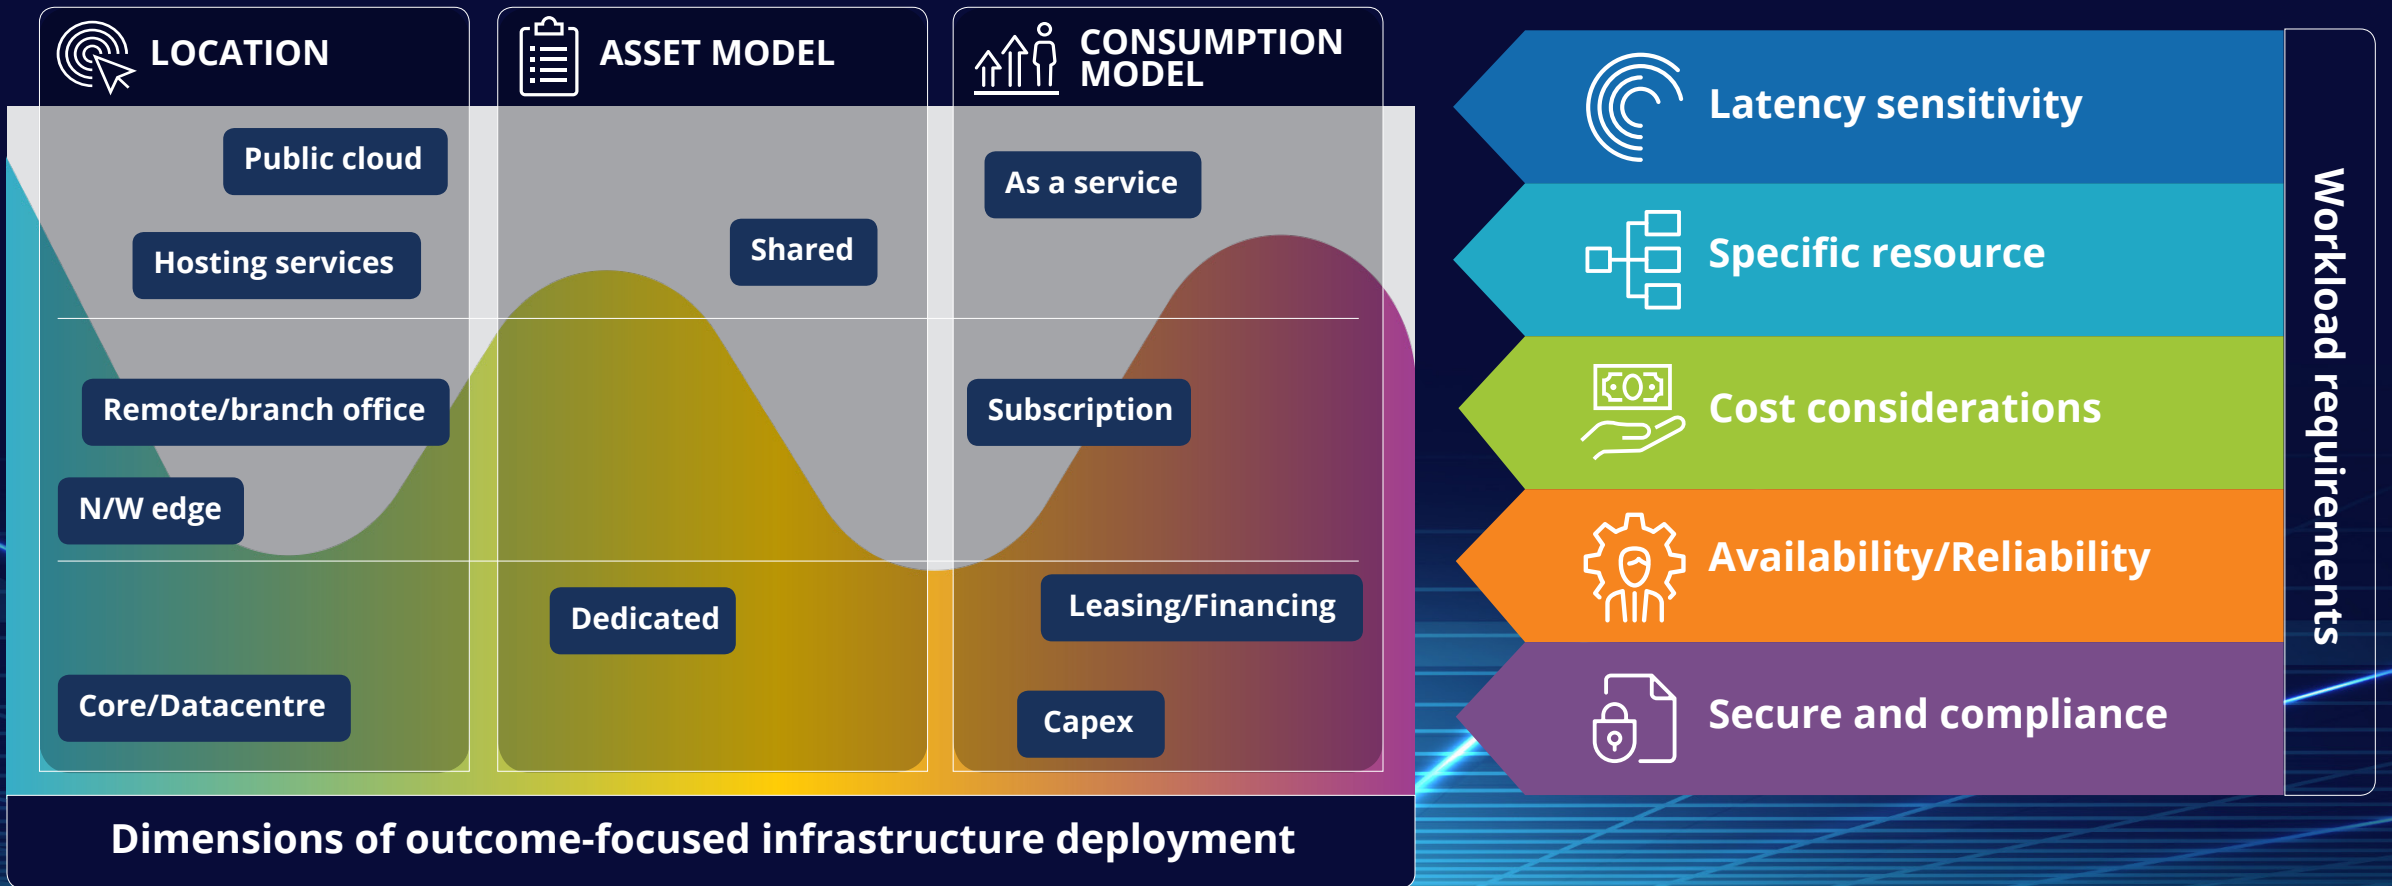 LOCATION
Public cloud
Hosting services
Remote/branch office
N/W edge
Core/Datacentre
ASSET MODEL
Shared
Dedicated
CONSUMPTION
MODEL
As a service
Subscription
Leasing/Financing
Capex
Dimensions of outcome-focused infrastructure deployment
Latency sensitivity
Specific resource
Cost considerations
Availability/Reliability
Secure and compliance
Workload requirements